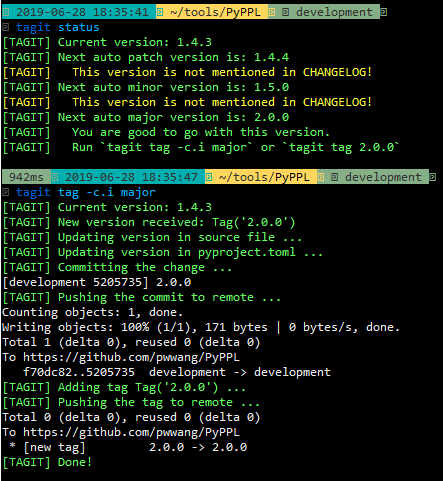 2019-06-28 18:35:41 ~/tools/PyPPL development
tagit status
[TAGIT] Current version: 1.4.3
[TAGIT] Next auto patch version is: 1.4.4
[TAGIT]   This version is not mentioned in CHANGELOG!
[TAGIT] Next auto minor version is: 1.5.0
[TAGIT]   This version is not mentioned in CHANGELOG!
[TAGIT] Next auto major version is: 2.0.0
[TAGIT]   You are good to go with this version.
[TAGIT]   Run `tagit tag -c.i major` or `tagit tag 2.0.0`
942ms 2019-06-28 18:35:47 ~/tools/PyPPL development
tagit tag -c.i major
[TAGIT] Current version: 1.4.3
[TAGIT] New version received: Tag('2.0.0')
[TAGIT] Updating version in source file ...
[TAGIT] Updating version in pyproject.toml ...
[TAGIT] Committing the change ...
[development 5205735] 2.0.0
[TAGIT] Pushing the commit to remote ...
Counting objects: 1, done.
Writing objects: 100% (1/1), 171 bytes | 0 bytes/s, done.
Total 1 (delta 0), reused 0 (delta 0)
To https://github.com/pwwang/PyPPL
   f70dc82..5205735  development -> development
[TAGIT] Adding tag Tag('2.0.0') ...
[TAGIT] Pushing the tag to remote ...
Total 0 (delta 0), reused 0 (delta 0)
To https://github.com/pwwang/PyPPL
 * [new tag]         2.0.0 -> 2.0.0
[TAGIT] Done!